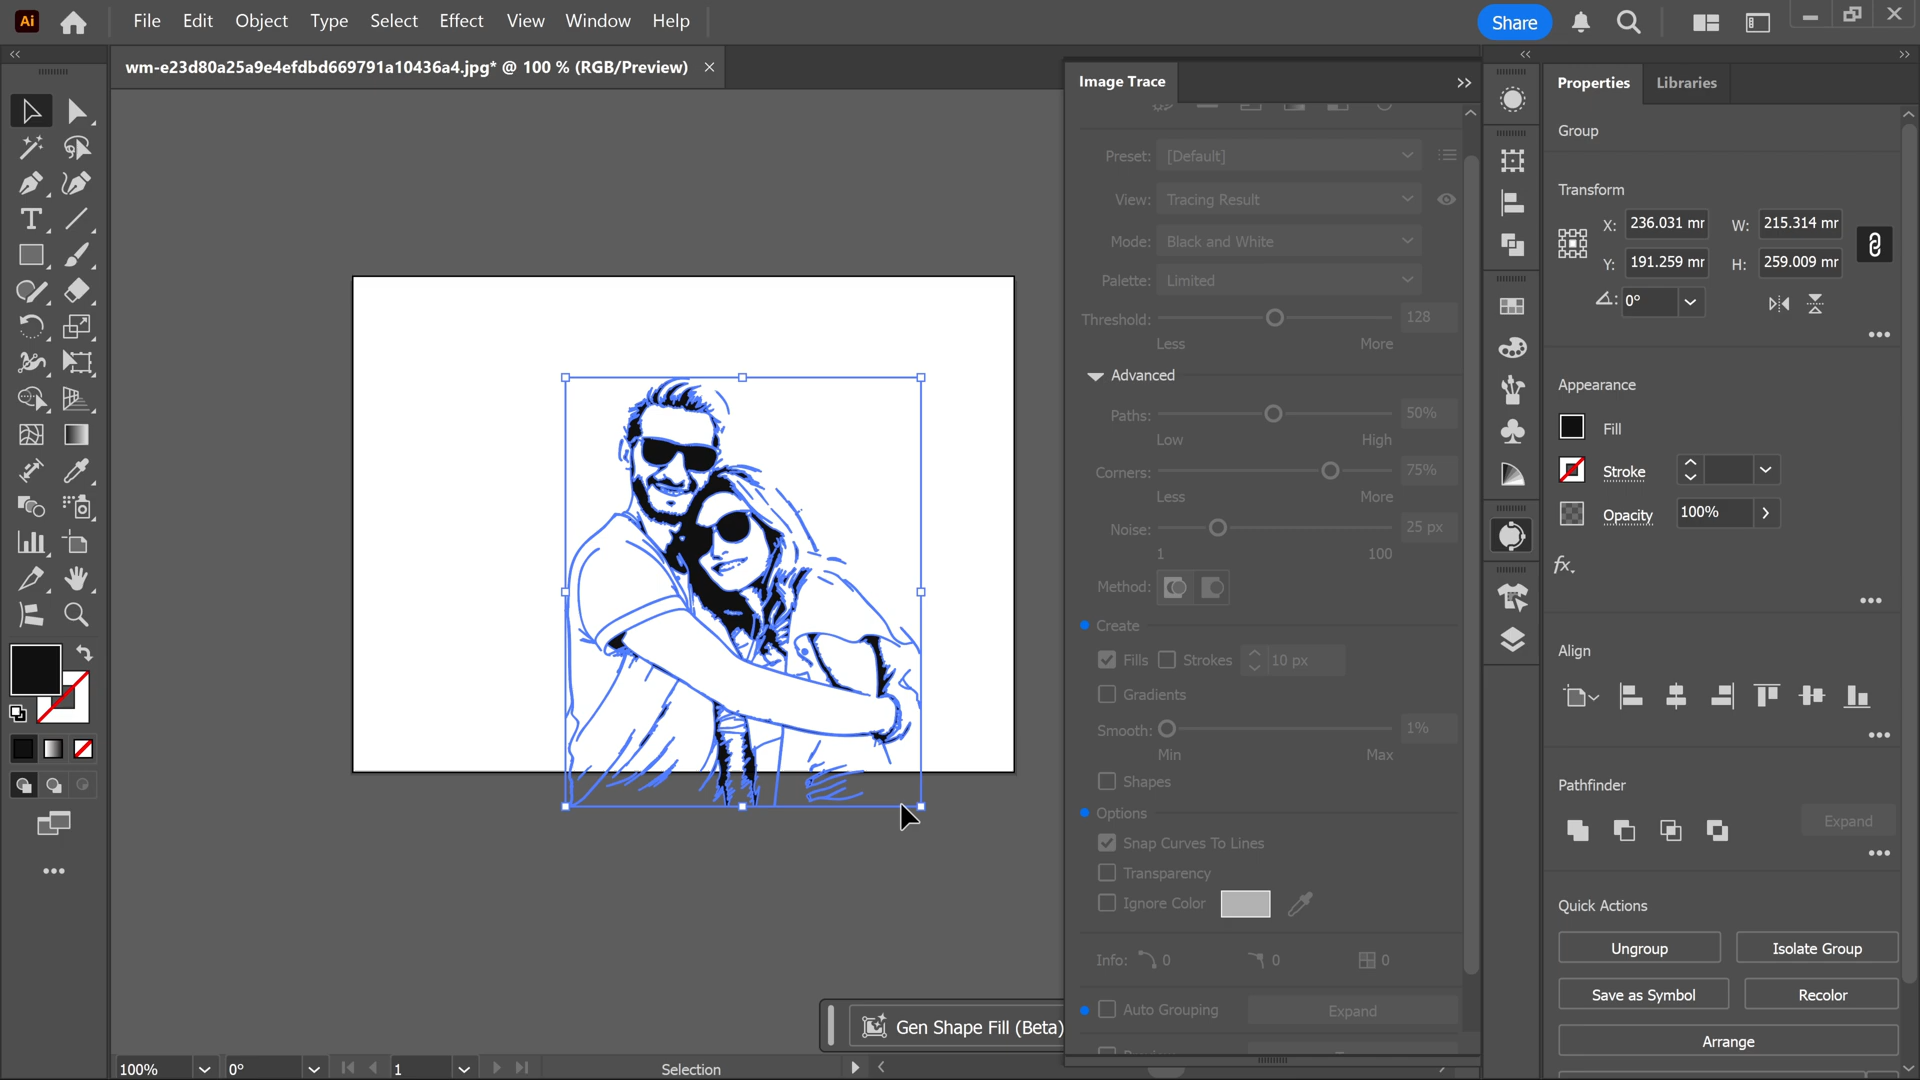 Ai
File Edit Object Type Select Effect View Window Help
Share
wm-e23d80a25a9e4efdbd669791a10436a4.jpg* @ 100 % (RGB/Preview) ×
Image Trace
Preset: [Default]
View: Tracing Result
Mode: Black and White
Palette: Limited
Threshold: 128
Less More
Advanced
Paths: 50%
Low High
Corners: 75%
Less More
Noise: 25 px
1 100
Method:
Create
Fills Strokes 10 px
Gradients
Smooth: 1%
Min Max
Shapes
Options
Snap Curves To Lines
Transparency
Ignore Color
Info: 0 0 0
Auto Grouping Expand
Properties Libraries
Group
Transform
X: 236.031 mr W: 215.314 mr
Y: 191.259 mr H: 259.009 mr
0°
Appearance
Fill
Stroke
Opacity 100%
fx.
Align
Pathfinder
Expand
Quick Actions
Ungroup Isolate Group
Save as Symbol Recolor
Arrange
Gen Shape Fill (Beta)
100% 0° 1 Selection